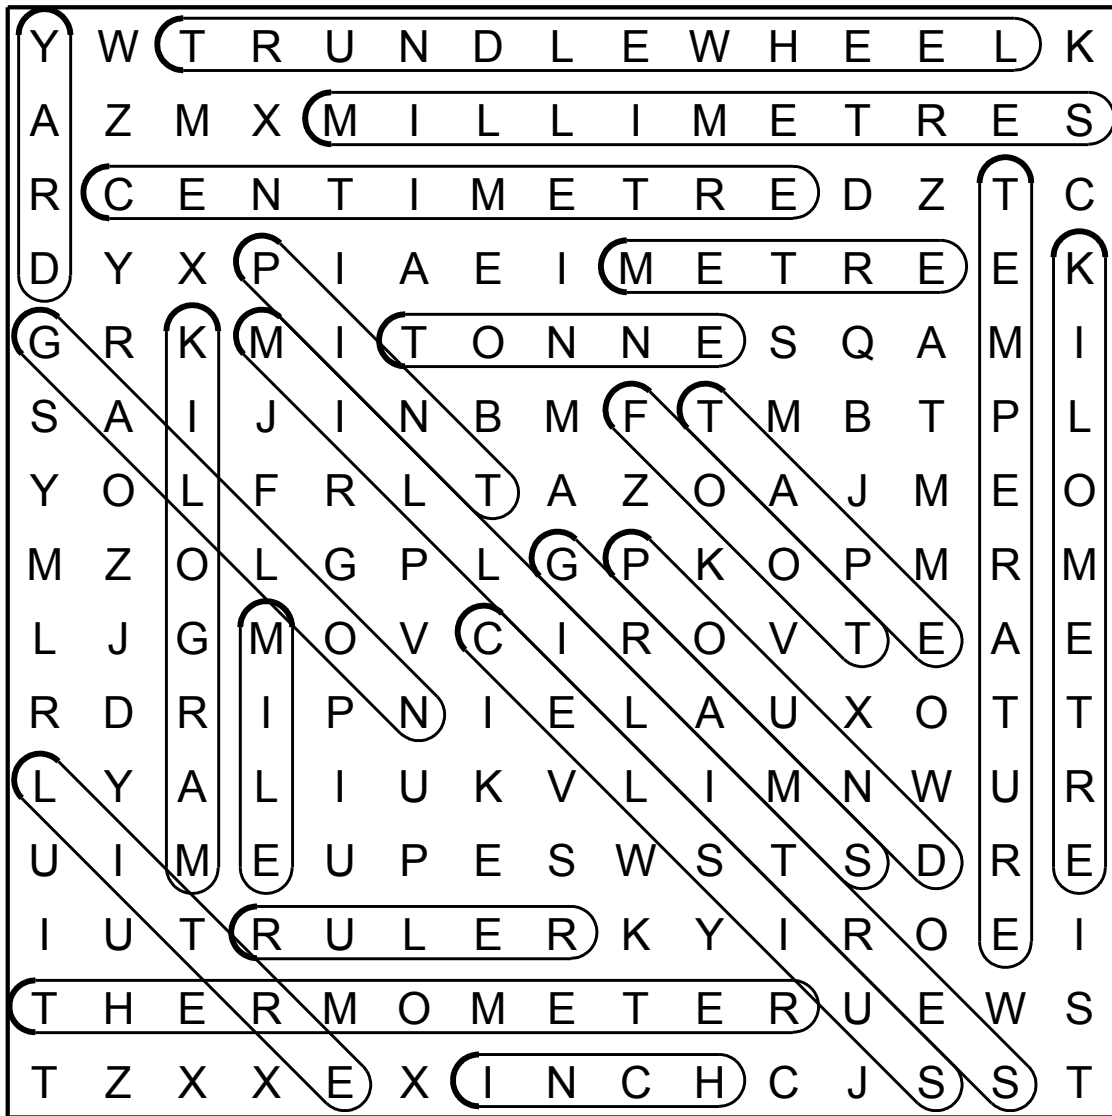 Y W T R U N D L E W H E E L K
A Z M X M I L L I M E T R E S
R C E N T I M E T R E D Z T C
D Y X P I A E I M E T R E E K
G R K M I T O N N E S Q A M I
S A I J I N B M F T M B T P L
Y O L F R L T A Z O A J M E O
M Z O L G P L G P K O P M R M
L J G M O V C I R O V T E A E
R D R I P N I E L A U X O T T
L Y A L I U K V L I M N W U R
U I M E U P E S W S T S D R E
I U T R U L E R K Y I R O E I
T H E R M O M E T E R U E W S
T Z X X E X I N C H C J S S T